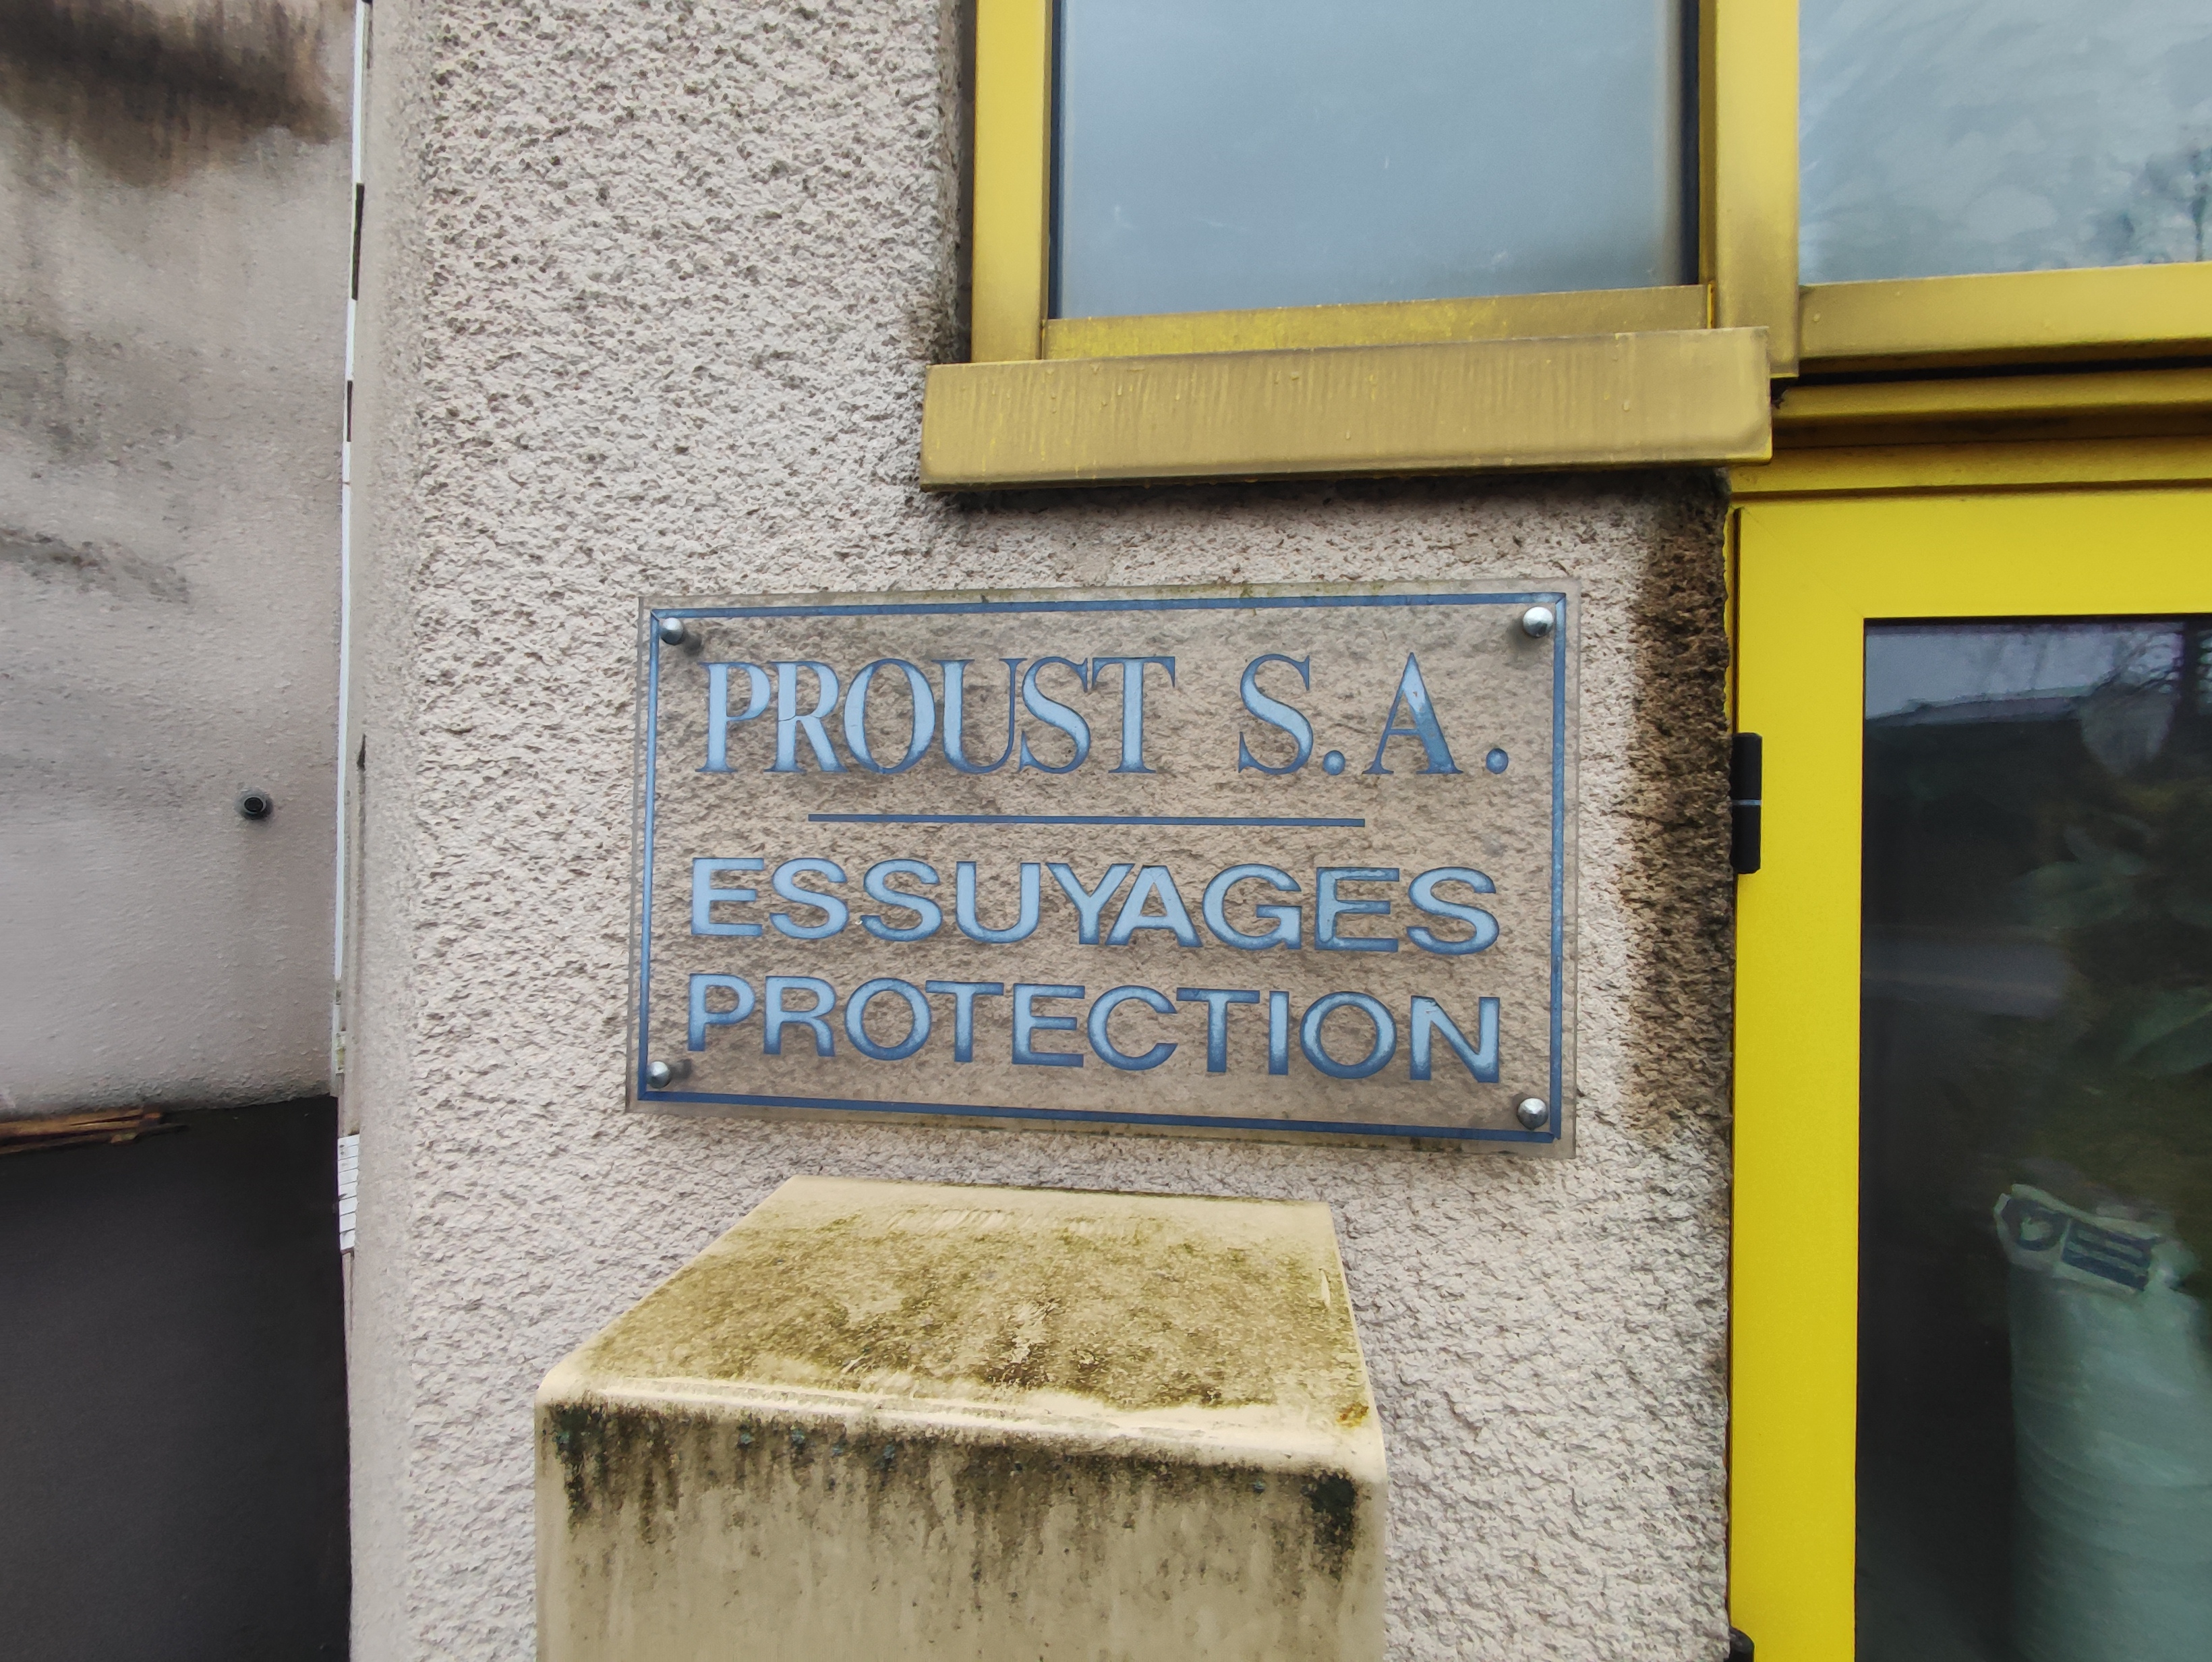 PROUST S.A.
ESSUYAGES
PROTECTION